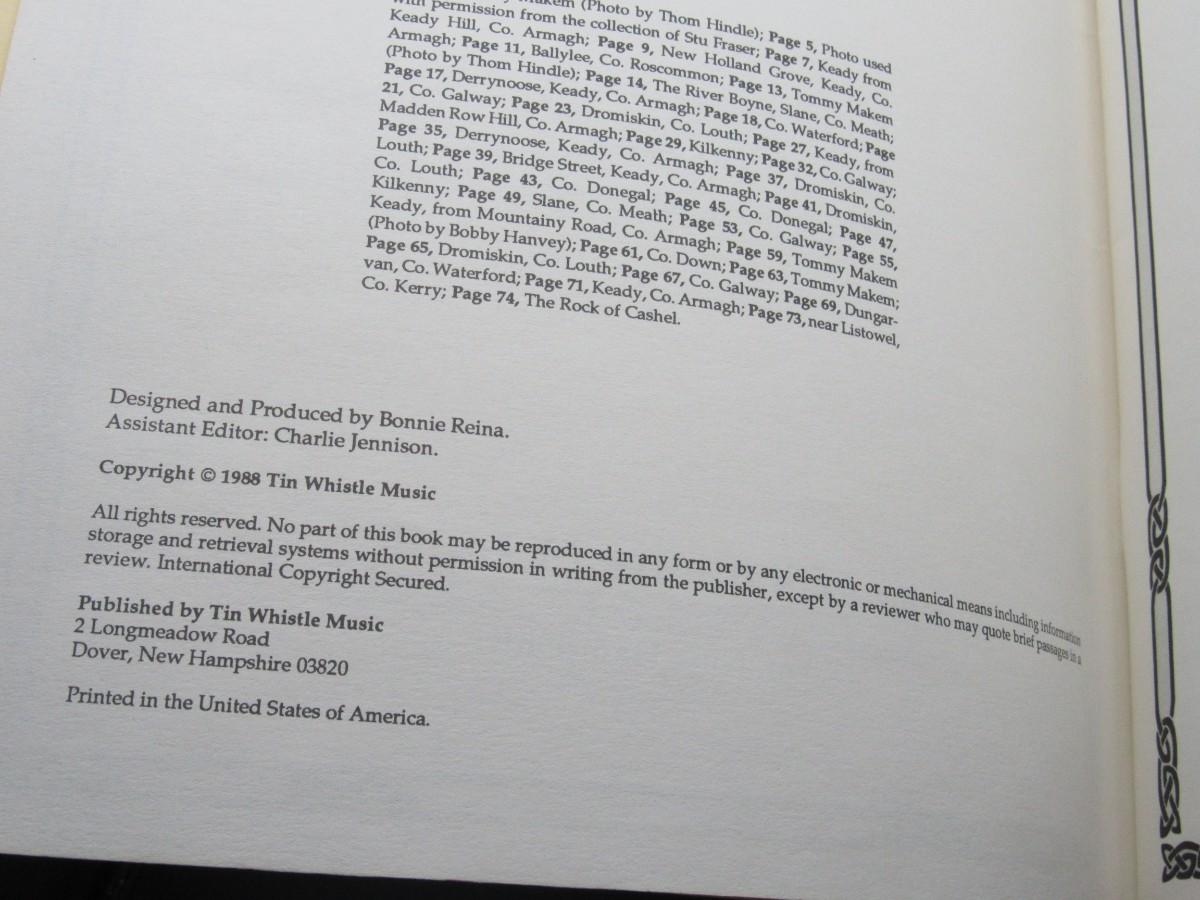 Makem (Photo by Thom Hindle); Page 5, Photo used
with permission from the collection of Stu Fraser; Page 7, Keady from
Keady Hill, Co. Armagh; Page 9, New Holland Grove, Keady, Co.
Armagh; Page 11, Ballylee, Co. Roscommon; Page 13, Tommy Makem
(Photo by Thom Hindle); Page 14, The River Boyne, Slane, Co. Meath;
Page 17, Derrynoose, Keady, Co. Armagh; Page 18, Co. Waterford; Page
21, Co. Galway; Page 23, Dromiskin, Co. Louth; Page 27, Keady, from
Madden Row Hill, Co. Armagh; Page 29, Kilkenny; Page 32, Co. Galway;
Page 35, Derrynoose, Keady, Co. Armagh; Page 37, Dromiskin, Co.
Louth; Page 39, Bridge Street, Keady, Co. Armagh; Page 41, Dromiskin,
Co. Louth; Page 43, Co. Donegal; Page 45, Co. Donegal; Page 47,
Kilkenny; Page 49, Slane, Co. Meath; Page 53, Co. Galway; Page 55,
Keady, from Mountainy Road, Co. Armagh; Page 59, Tommy Makem
(Photo by Bobby Hanvey); Page 61, Co. Down; Page 63, Tommy Makem;
Page 65, Dromiskin, Co. Louth; Page 67, Co. Galway; Page 69, Dungar-
van, Co. Waterford; Page 71, Keady, Co. Armagh; Page 73, near Listowel,
Co. Kerry; Page 74, The Rock of Cashel.
Designed and Produced by Bonnie Reina.
Assistant Editor: Charlie Jennison.
Copyright © 1988 Tin Whistle Music
All rights reserved. No part of this book may be reproduced in any form or by any electronic or mechanical means including information
storage and retrieval systems without permission in writing from the publisher, except by a reviewer who may quote brief passages in a
review. International Copyright Secured.
Published by Tin Whistle Music
2 Longmeadow Road
Dover, New Hampshire 03820
Printed in the United States of America.